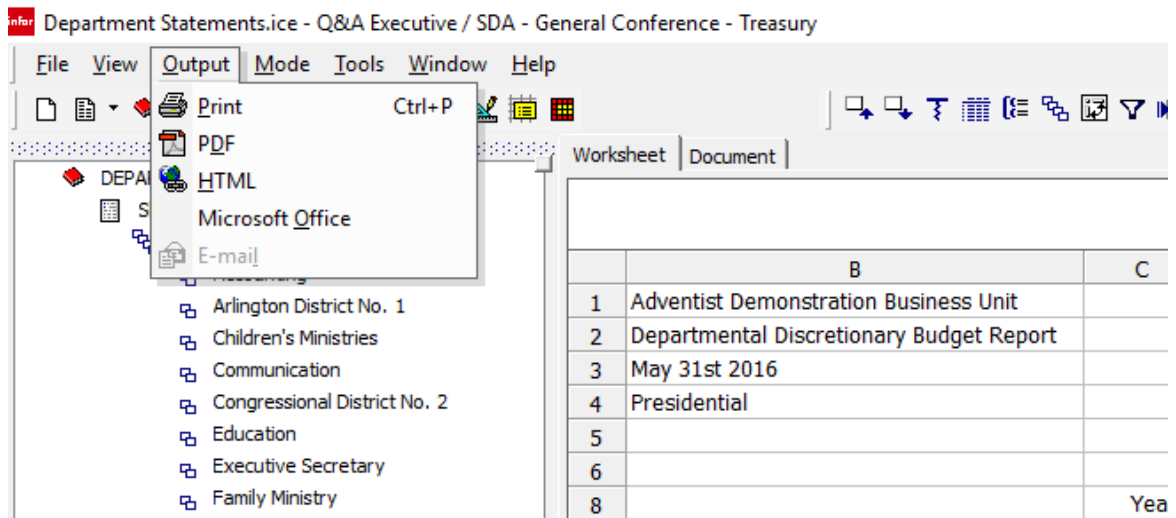 infor Department Statements.ice - Q&A Executive / SDA - General Conference - Treasury
File View Output Mode Tools Window Help
Print Ctrl+P
PDF
HTML
Microsoft Office
E-mail
DEPA
S
Arlington District No. 1
Children's Ministries
Communication
Congressional District No. 2
Education
Executive Secretary
Family Ministry
Worksheet Document
B C
1 Adventist Demonstration Business Unit
2 Departmental Discretionary Budget Report
3 May 31st 2016
4 Presidential
5
6
8 Yea